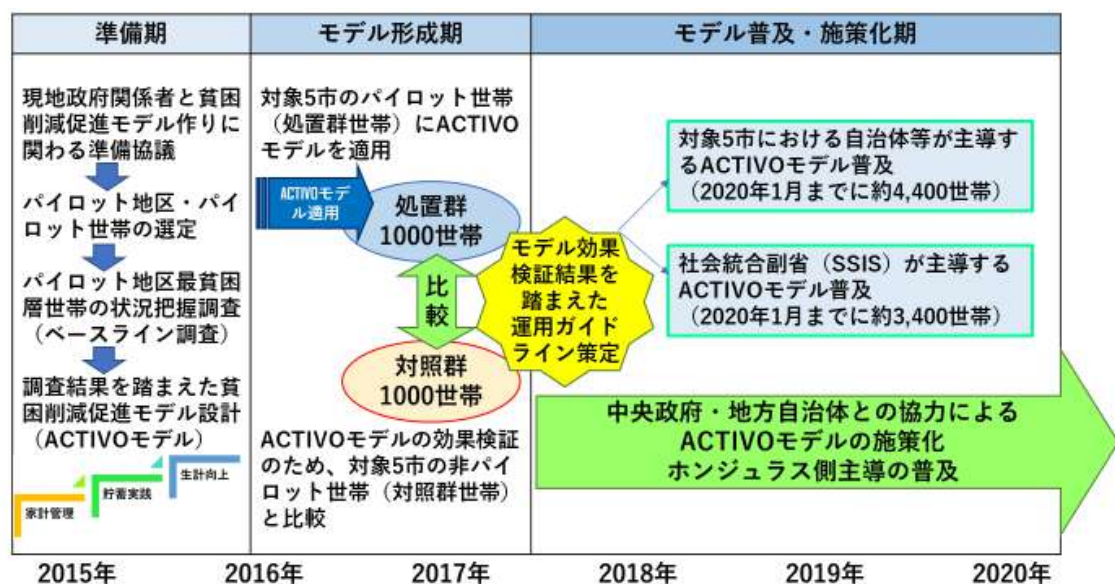 準備期
モデル形成期
モデル普及・施策化期
現地政府関係者と貧困
削減促進モデル作りに
関わる準備協議
パイロット地区・パイ
ロット世帯の選定
パイロット地区最貧困
層世帯の状況把握調査
（ベースライン調査）
調査結果を踏まえた貧
困削減促進モデル設計
（ACTIVOモデル）
家計管理
貯蓄実践
生計向上
対象5市のパイロット世帯
（処置群世帯）にACTIVO
モデルを適用
ACTIVOモデ
ル適用
処置群
1000世帯
比
較
対照群
1000世帯
ACTIVOモデルの効果検証
のため、対象5市の非パイ
ロット世帯（対照群世帯）
と比較
モデル効果
検証結果を
踏まえた
運用ガイド
ライン策定
対象5市における自治体等が主導す
るACTIVOモデル普及
（2020年1月までに約4,400世帯）
社会統合副省（SSIS）が主導する
ACTIVOモデル普及
（2020年1月までに約3,400世帯）
中央政府・地方自治体との協力による
ACTIVOモデルの施策化
ホンジュラス側主導の普及
2015年
2016年
2017年
2018年
2019年
2020年